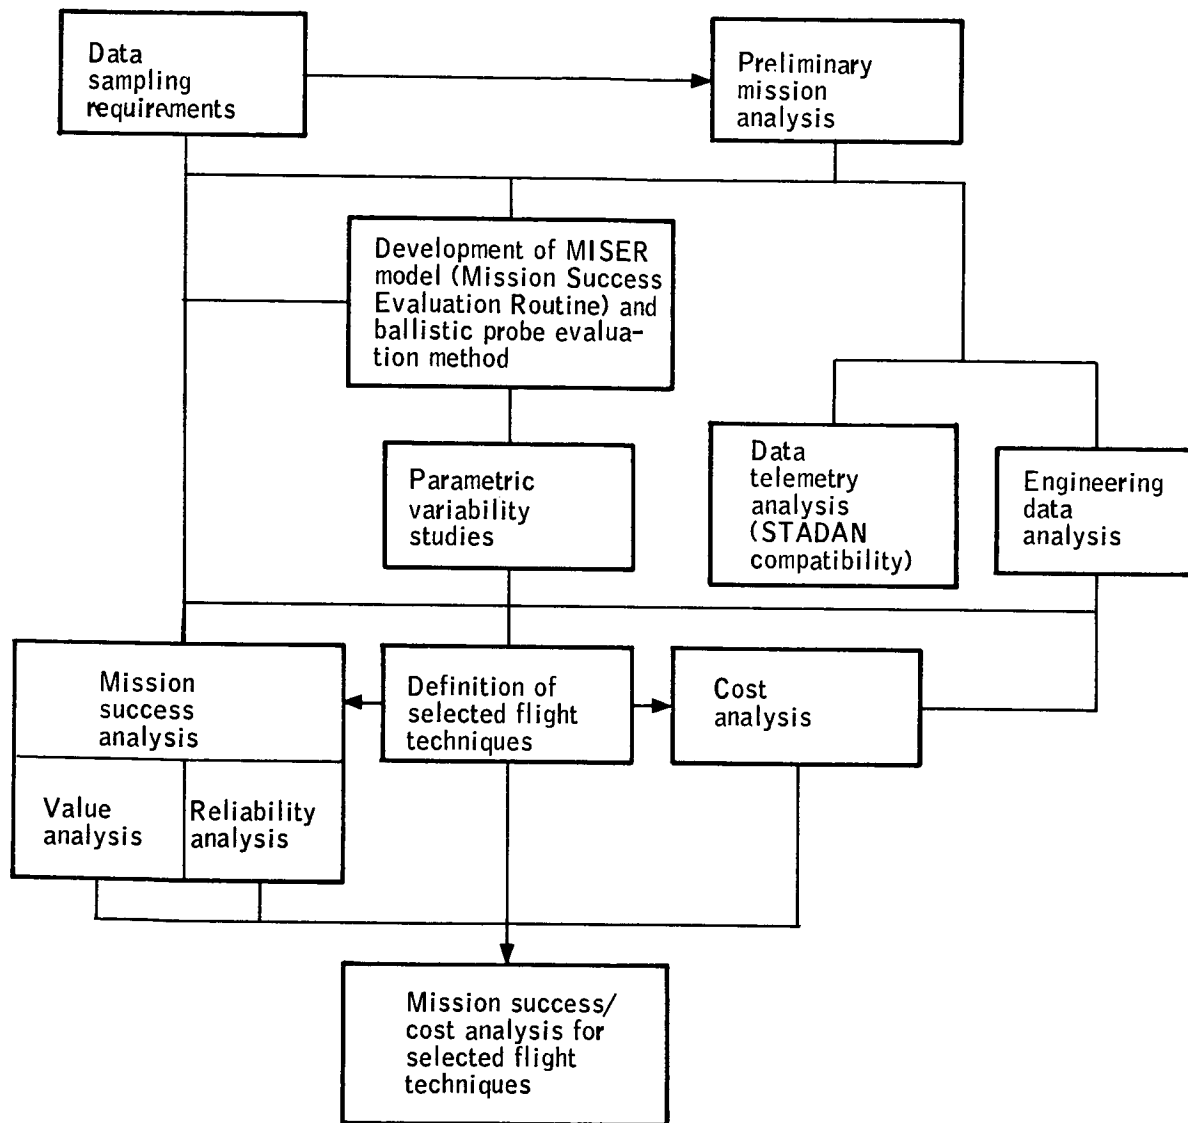 Data
sampling
requirements
Preliminary
mission
analysis
Development of MISER
model (Mission Success
Evaluation Routine) and
ballistic probe evalua-
tion method
Parametric
variability
studies
Data
telemetry
analysis
(STADAN
compatibility)
Engineering
data
analysis
Mission
success
analysis
Value
analysis
Reliability
analysis
Definition of
selected flight
techniques
Cost
analysis
Mission success/
cost analysis for
selected flight
techniques